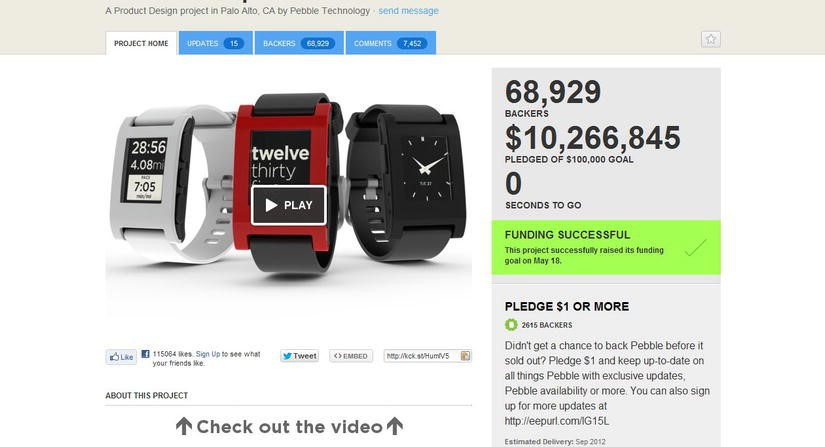 A Product Design project in Palo Alto, CA by Pebble Technology · send message
PROJECT HOME
UPDATES 15
BACKERS 68,929
COMMENTS 7,452
28:56
4.08mi
PACE
7:05
min/mi
twelve
thirty
PLAY
TUE 27
68,929
BACKERS
$10,266,845
PLEDGED OF $100,000 GOAL
0
SECONDS TO GO
FUNDING SUCCESSFUL
This project successfully raised its funding
goal on May 18.
PLEDGE $1 OR MORE
2615 BACKERS
Didn't get a chance to back Pebble before it
sold out? Pledge $1 and keep up-to-date on
all things Pebble with exclusive updates,
Pebble availability or more. You can also sign
up for more updates at
http://eepurl.com/IG15L
Estimated Delivery: Sep 2012
Like
115064 likes. Sign Up to see what
your friends like.
Tweet
<> EMBED
http://kck.st/HumIV5
ABOUT THIS PROJECT
Check out the video